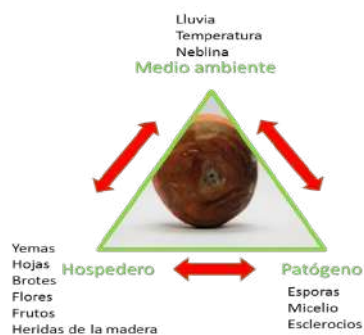 Lluvia
Temperatura
Neblina
Medio ambiente
Yemas
Hojas
Brotes
Flores
Frutos
Heridas de la madera
Hospedero
Patógeno
Esporas
Micelio
Esclerocios